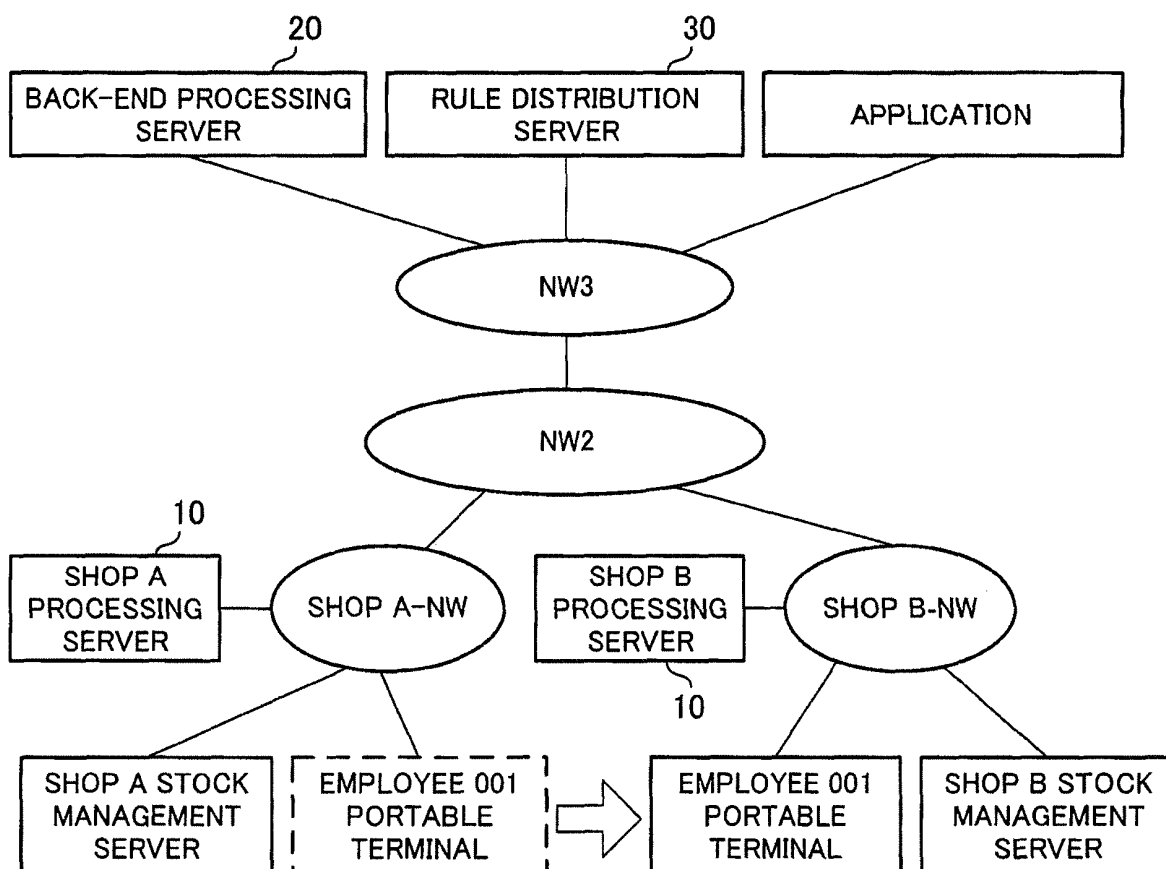 20
30
BACK-END PROCESSING
SERVER
RULE DISTRIBUTION
SERVER
APPLICATION
NW3
NW2
10
SHOP A
PROCESSING
SERVER
SHOP A-NW
SHOP B
PROCESSING
SERVER
SHOP B-NW
10
SHOP A STOCK
MANAGEMENT
SERVER
EMPLOYEE 001
PORTABLE
TERMINAL
EMPLOYEE 001
PORTABLE
TERMINAL
SHOP B STOCK
MANAGEMENT
SERVER